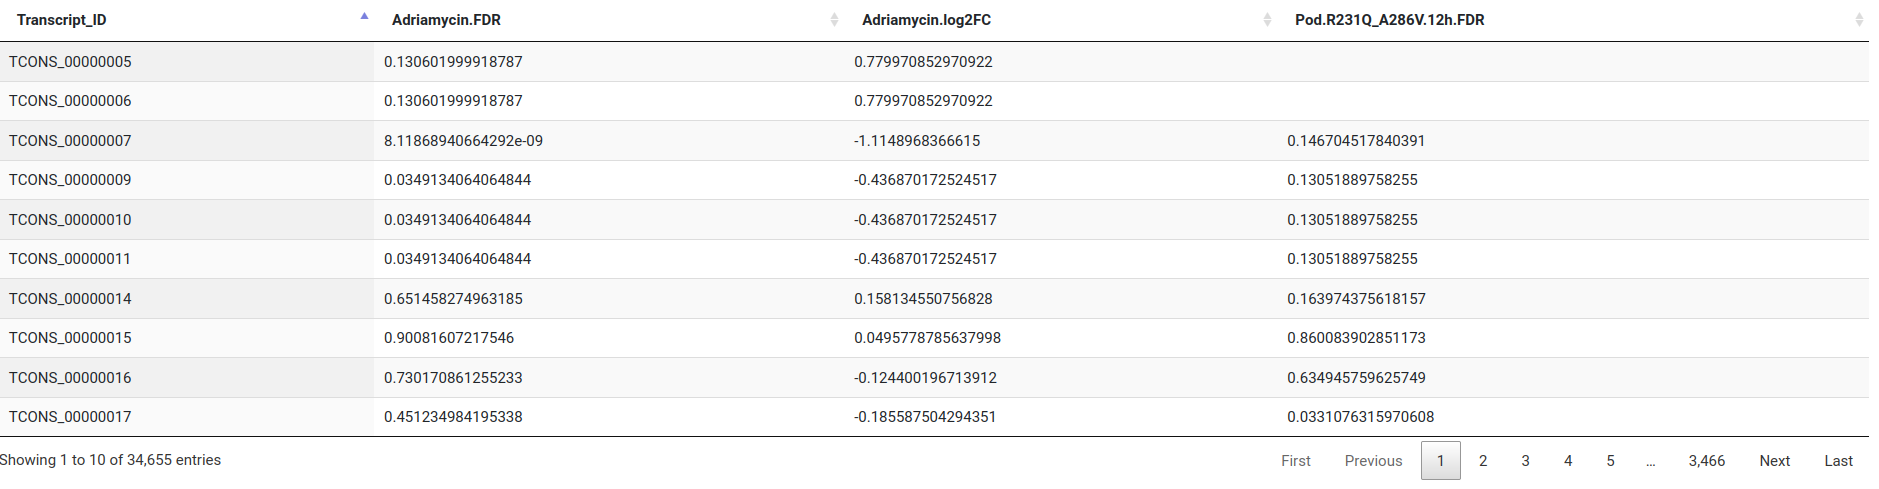 Transcript_ID Adriamycin.FDR Adriamycin.log2FC Pod.R231Q_A286V.12h.FDR
TCONS_00000005 0.130601999918787 0.779970852970922
TCONS_00000006 0.130601999918787 0.779970852970922
TCONS_00000007 8.11868940664292e-09 -1.1148968366615 0.146704517840391
TCONS_00000009 0.0349134064064844 -0.436870172524517 0.13051889758255
TCONS_00000010 0.0349134064064844 -0.436870172524517 0.13051889758255
TCONS_00000011 0.0349134064064844 -0.436870172524517 0.13051889758255
TCONS_00000014 0.651458274963185 0.158134550756828 0.163974375618157
TCONS_00000015 0.90081607217546 0.0495778785637998 0.860083902851173
TCONS_00000016 0.730170861255233 -0.124400196713912 0.634945759625749
TCONS_00000017 0.451234984195338 -0.185587504294351 0.0331076315970608
Showing 1 to 10 of 34,655 entries First Previous 1 2 3 4 5 … 3,466 Next Last